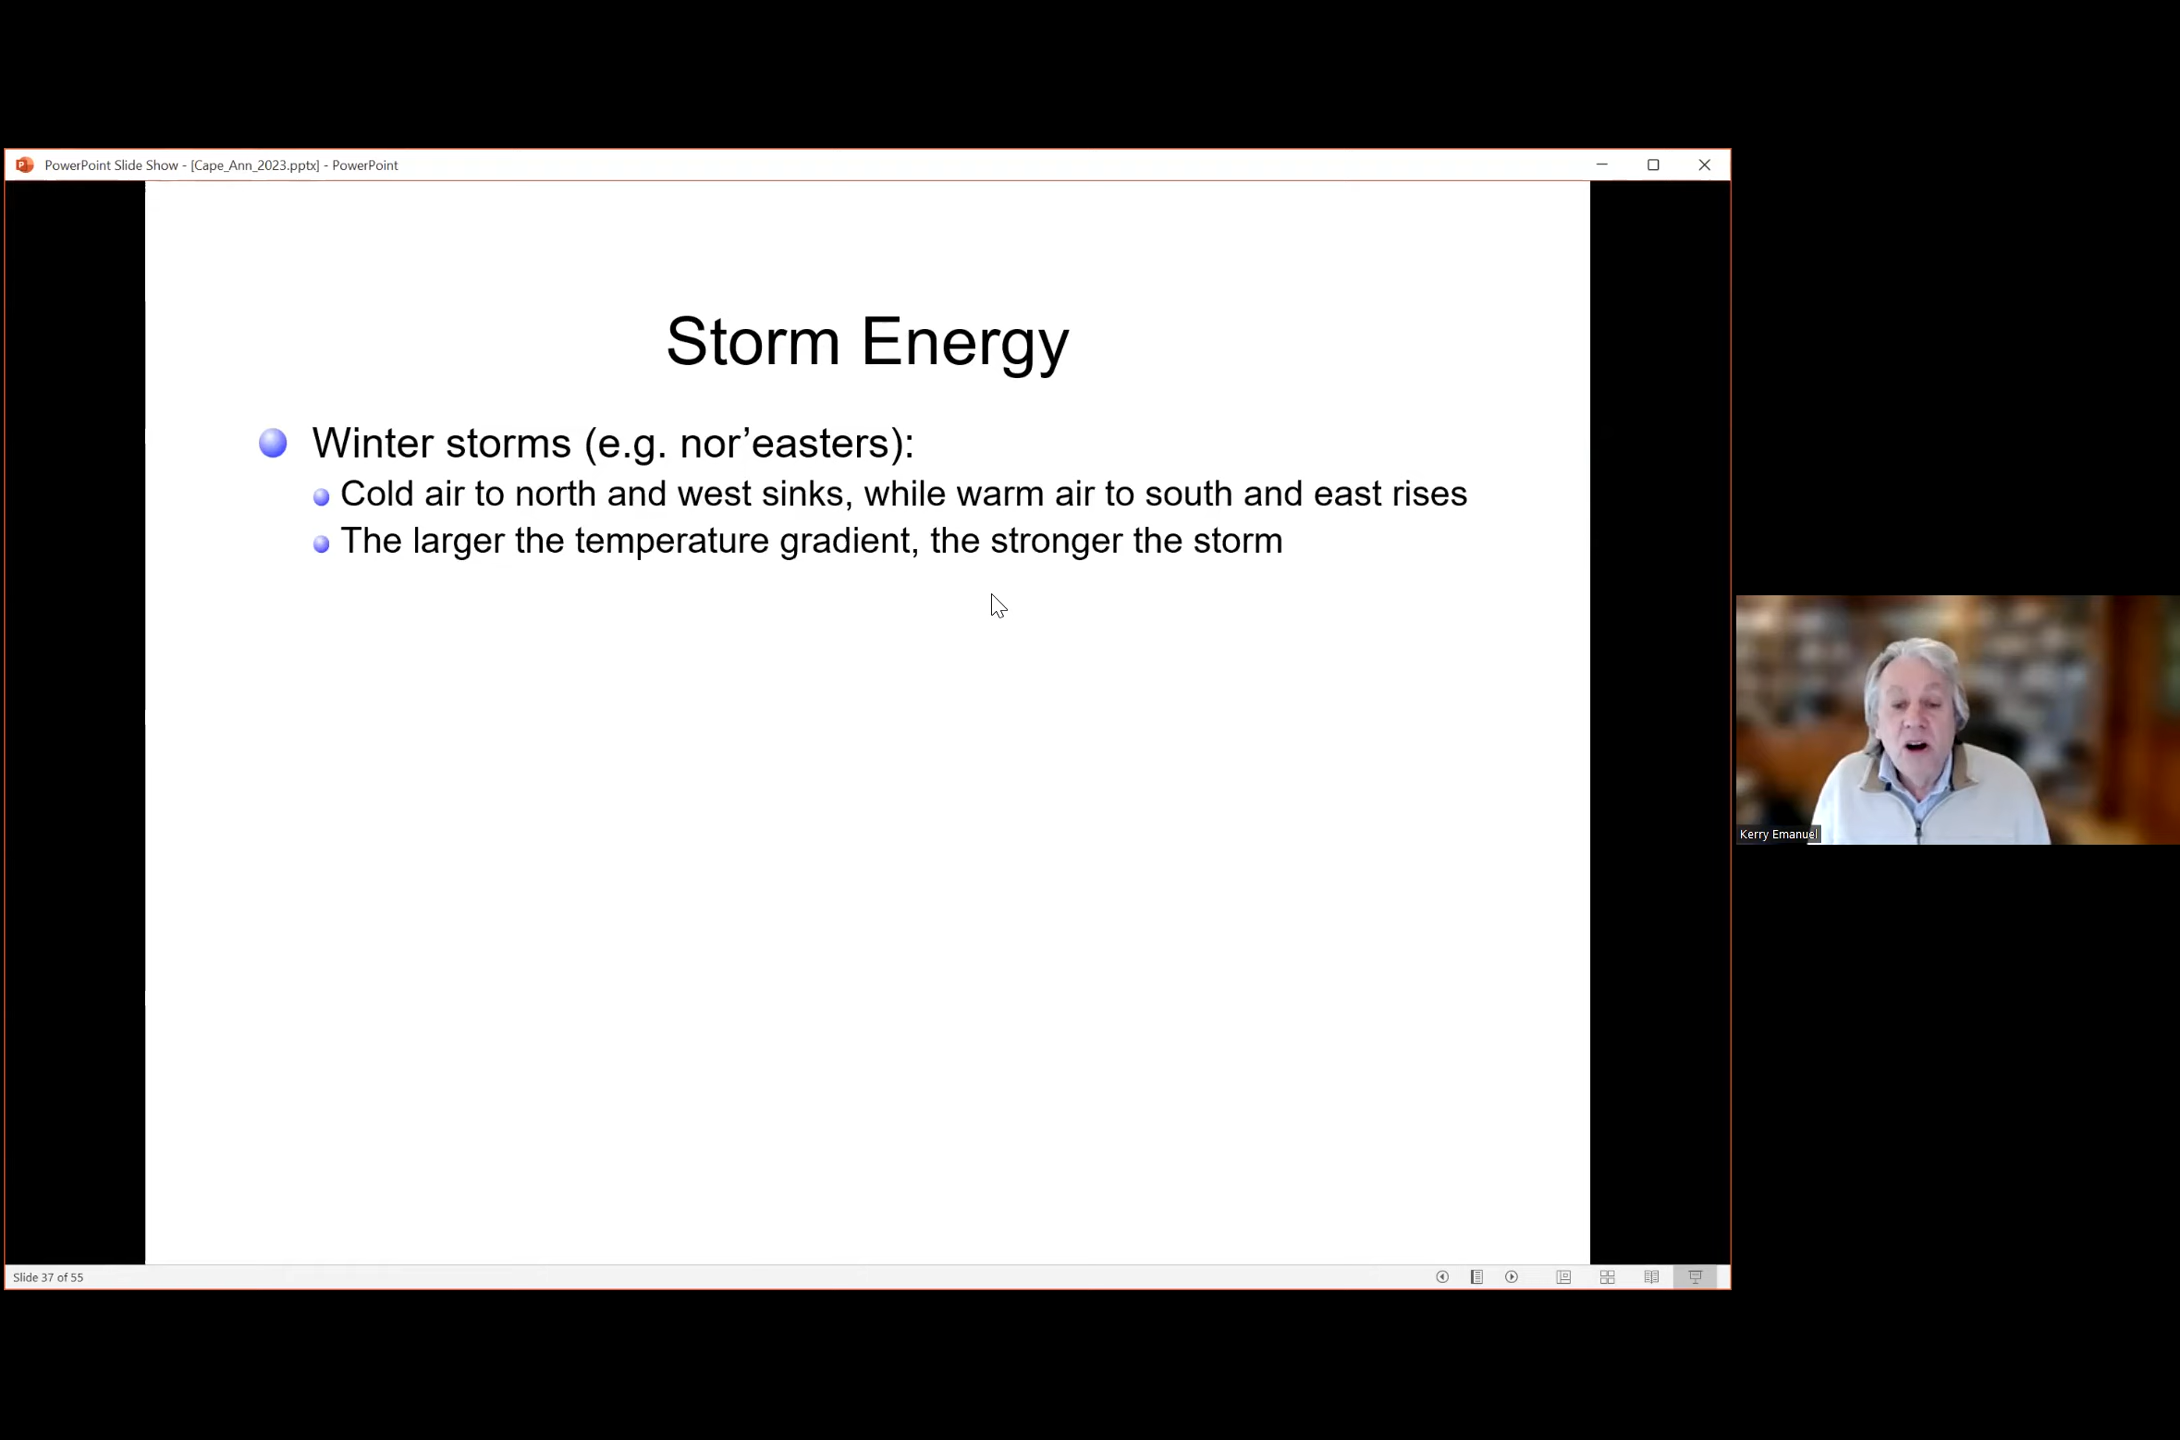 PowerPoint Slide Show - [Cape_Ann_2023.pptx] - PowerPoint
Storm Energy
Winter storms (e.g. nor’easters):
Cold air to north and west sinks, while warm air to south and east rises
The larger the temperature gradient, the stronger the storm
Kerry Emanuel
Slide 37 of 55